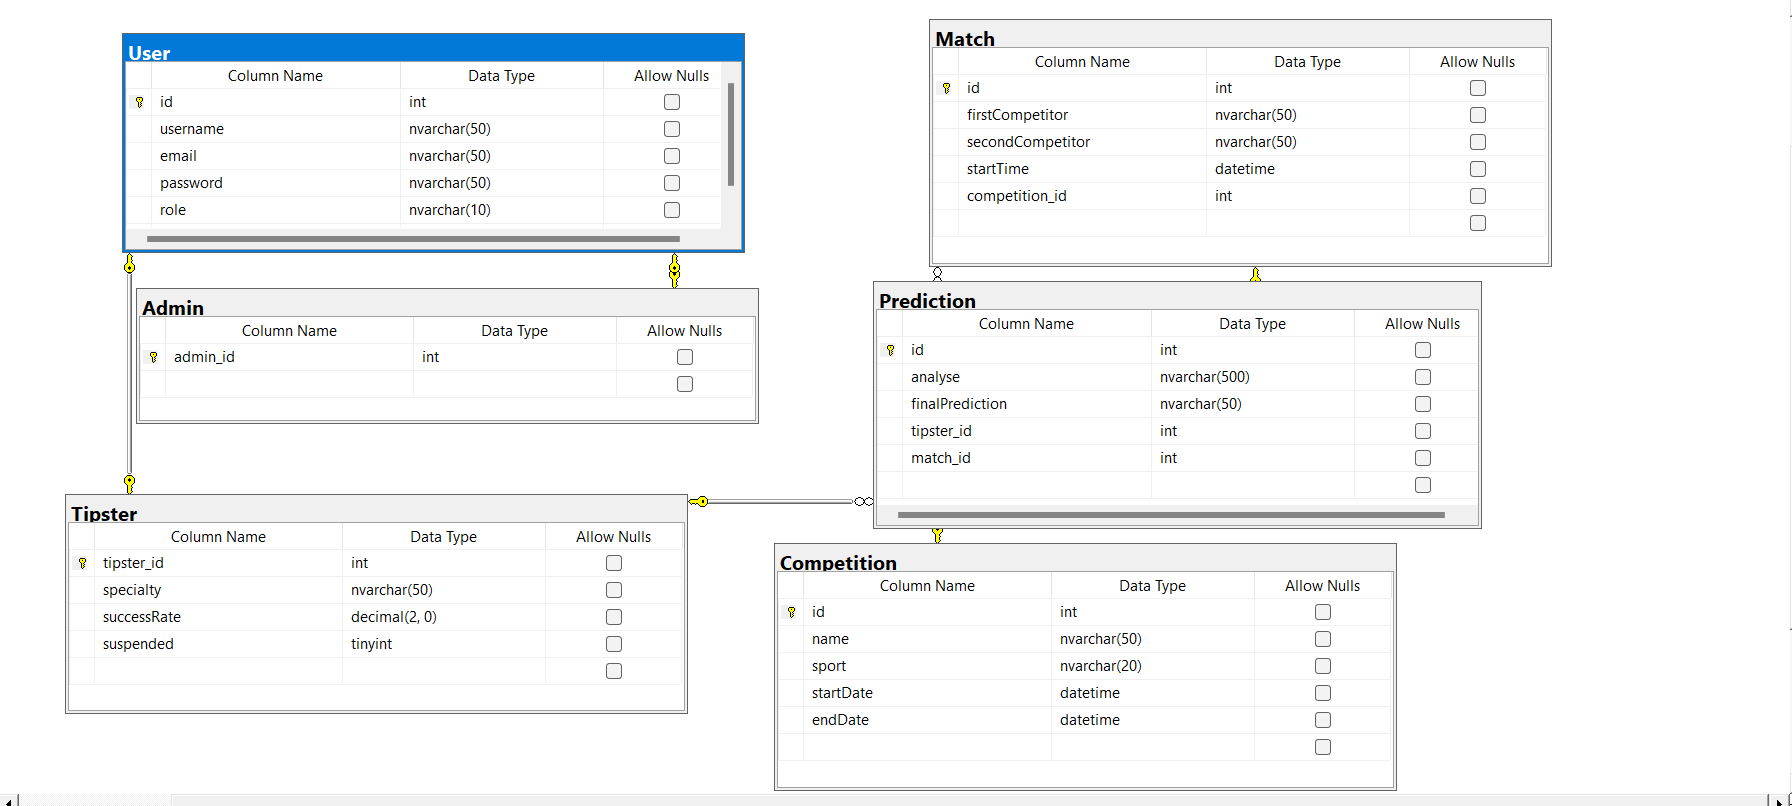 User
Column Name Data Type Allow Nulls
id int
username nvarchar(50)
email nvarchar(50)
password nvarchar(50)
role nvarchar(10)
Admin
Column Name Data Type Allow Nulls
admin_id int
Tipster
Column Name Data Type Allow Nulls
tipster_id int
specialty nvarchar(50)
successRate decimal(2, 0)
suspended tinyint
Match
Column Name Data Type Allow Nulls
id int
firstCompetitor nvarchar(50)
secondCompetitor nvarchar(50)
startTime datetime
competition_id int
Prediction
Column Name Data Type Allow Nulls
id int
analyse nvarchar(500)
finalPrediction nvarchar(50)
tipster_id int
match_id int
Competition
Column Name Data Type Allow Nulls
id int
name nvarchar(50)
sport nvarchar(20)
startDate datetime
endDate datetime